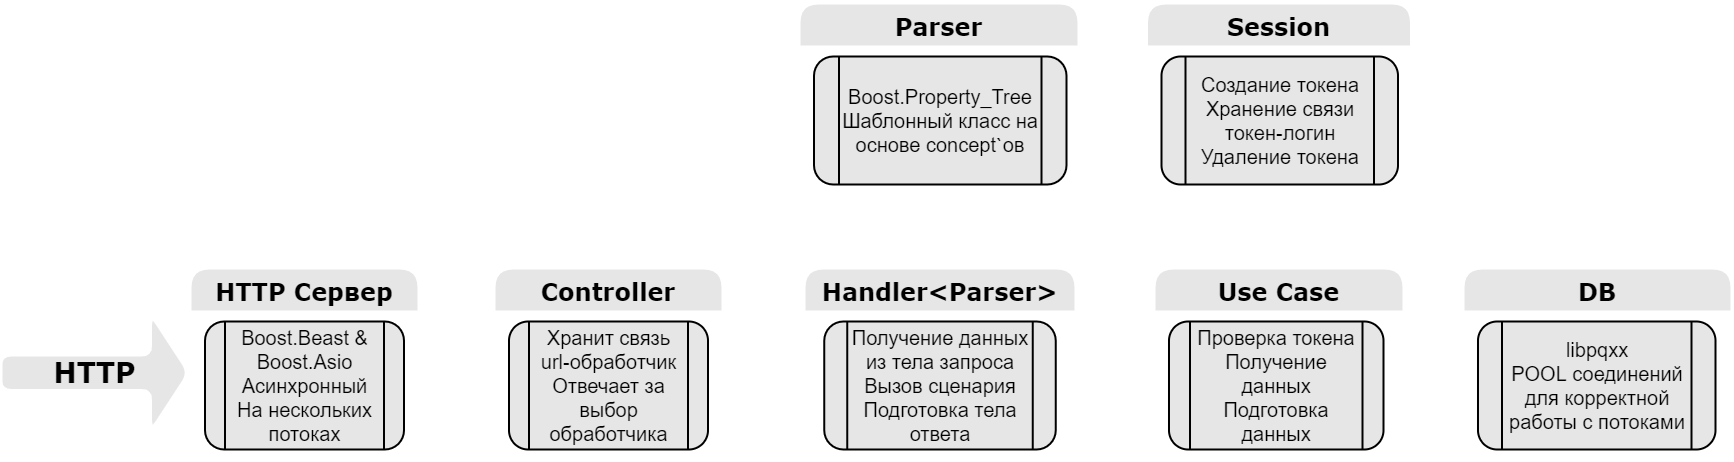 Parser
Boost.Property_Tree
Шаблонный класс на
основе concept`ов
Session
Создание токена
Хранение связи
токен-логин
Удаление токена
HTTP
HTTP Сервер
Boost.Beast &
Boost.Asio
Асинхронный
На нескольких
потоках
Controller
Хранит связь
url-обработчик
Отвечает за
выбор
обработчика
Handler<Parser>
Получение данных
из тела запроса
Вызов сценария
Подготовка тела
ответа
Use Case
Проверка токена
Получение
данных
Подготовка
данных
DB
libpqxx
POOL соединений
для корректной
работы с потоками